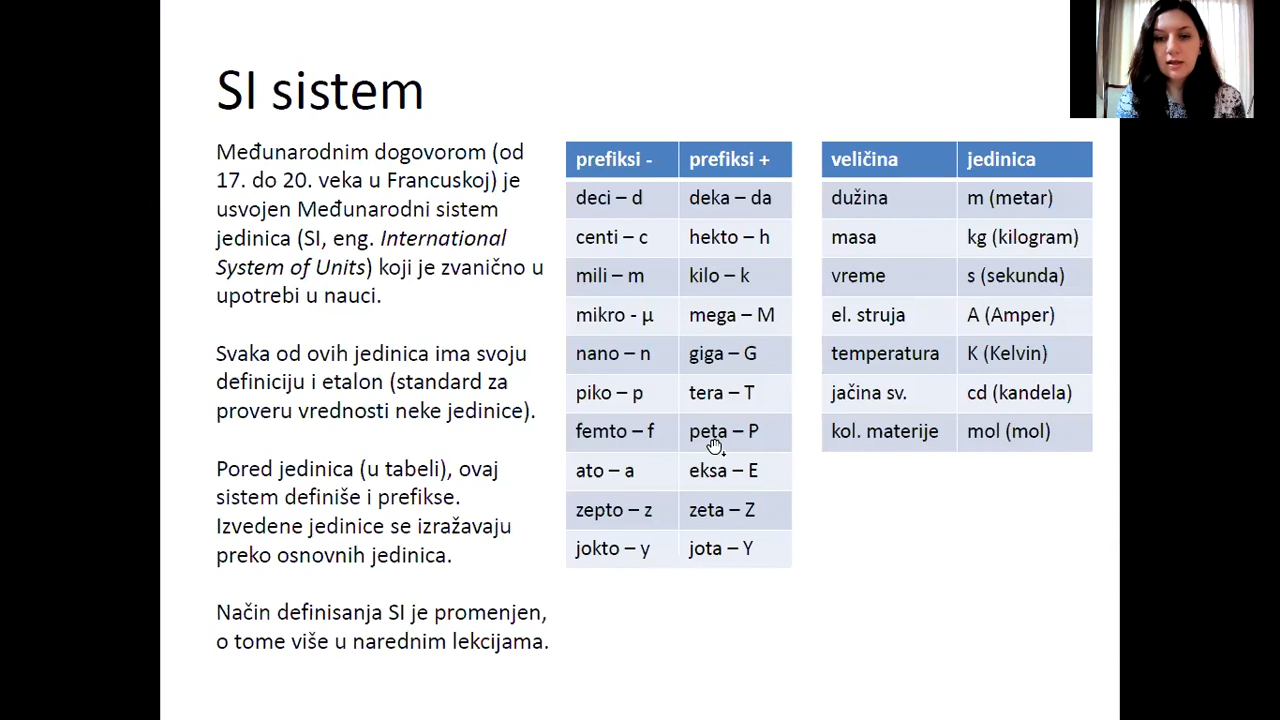 SI sistem
Međunarodnim dogovorom (od
17. do 20. veka u Francuskoj) je
usvojen Međunarodni sistem
jedinica (SI, eng. International
System of Units) koji je zvanično u
upotrebi u nauci.
Svaka od ovih jedinica ima svoju
definiciju i etalon (standard za
proveru vrednosti neke jedinice).
Pored jedinica (u tabeli), ovaj
sistem definiše i prefikse.
Izvedene jedinice se izražavaju
preko osnovnih jedinica.
Način definisanja SI je promenjen,
o tome više u narednim lekcijama.
prefiksi - prefiksi +
deci – d deka – da
centi – c hekto – h
mili – m kilo – k
mikro - μ mega – M
nano – n giga – G
piko – p tera – T
femto – f peta – P
ato – a eksa – E
zepto – z zeta – Z
jokto – y jota – Y
veličina jedinica
dužina m (metar)
masa kg (kilogram)
vreme s (sekunda)
el. struja A (Amper)
temperatura K (Kelvin)
jačina sv. cd (kandela)
kol. materije mol (mol)